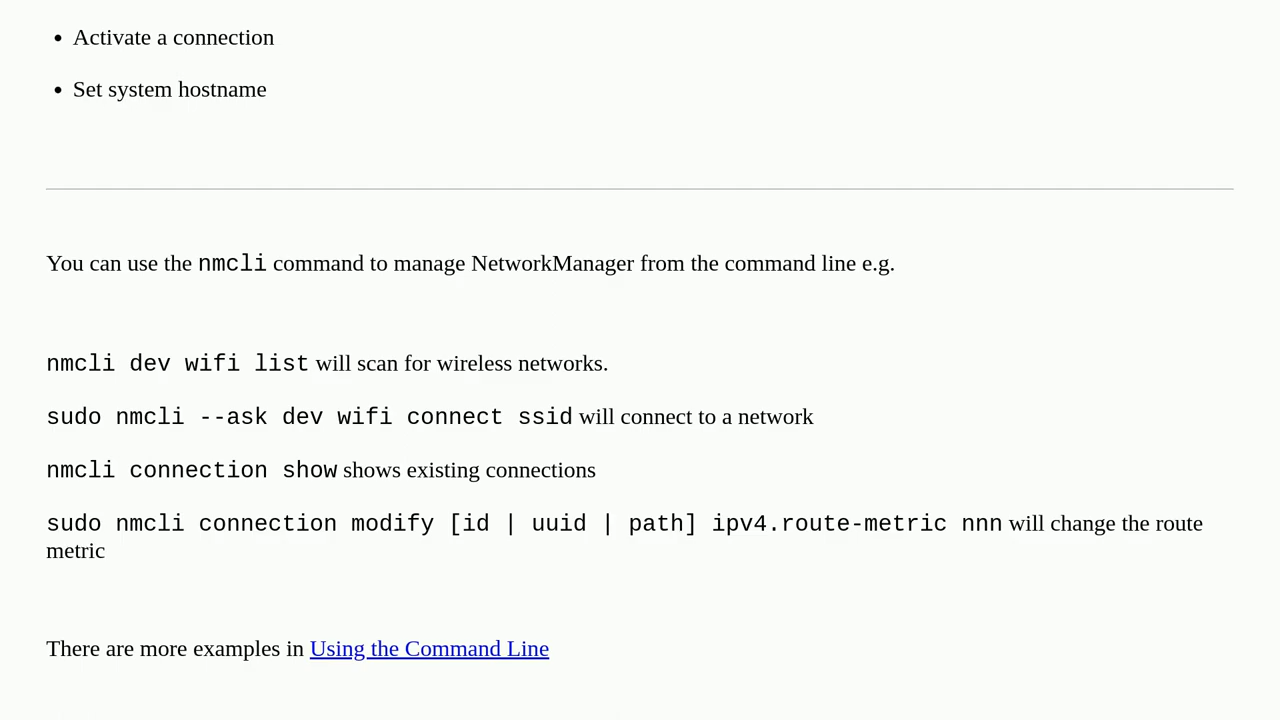 • Activate a connection
• Set system hostname
You can use the nmcli command to manage NetworkManager from the command line e.g.
nmcli dev wifi list will scan for wireless networks.
sudo nmcli --ask dev wifi connect ssid will connect to a network
nmcli connection show shows existing connections
sudo nmcli connection modify [id | uuid | path] ipv4.route-metric nnn will change the route
metric
There are more examples in Using the Command Line